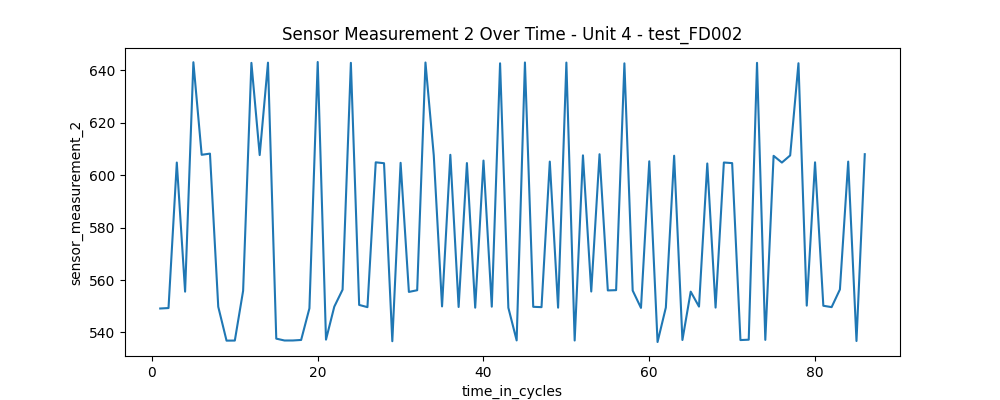 Sensor Measurement 2 Over Time - Unit 4 - test_FD002
sensor_measurement_2
640
620
600
580
560
540
0 20 40 60 80
time_in_cycles